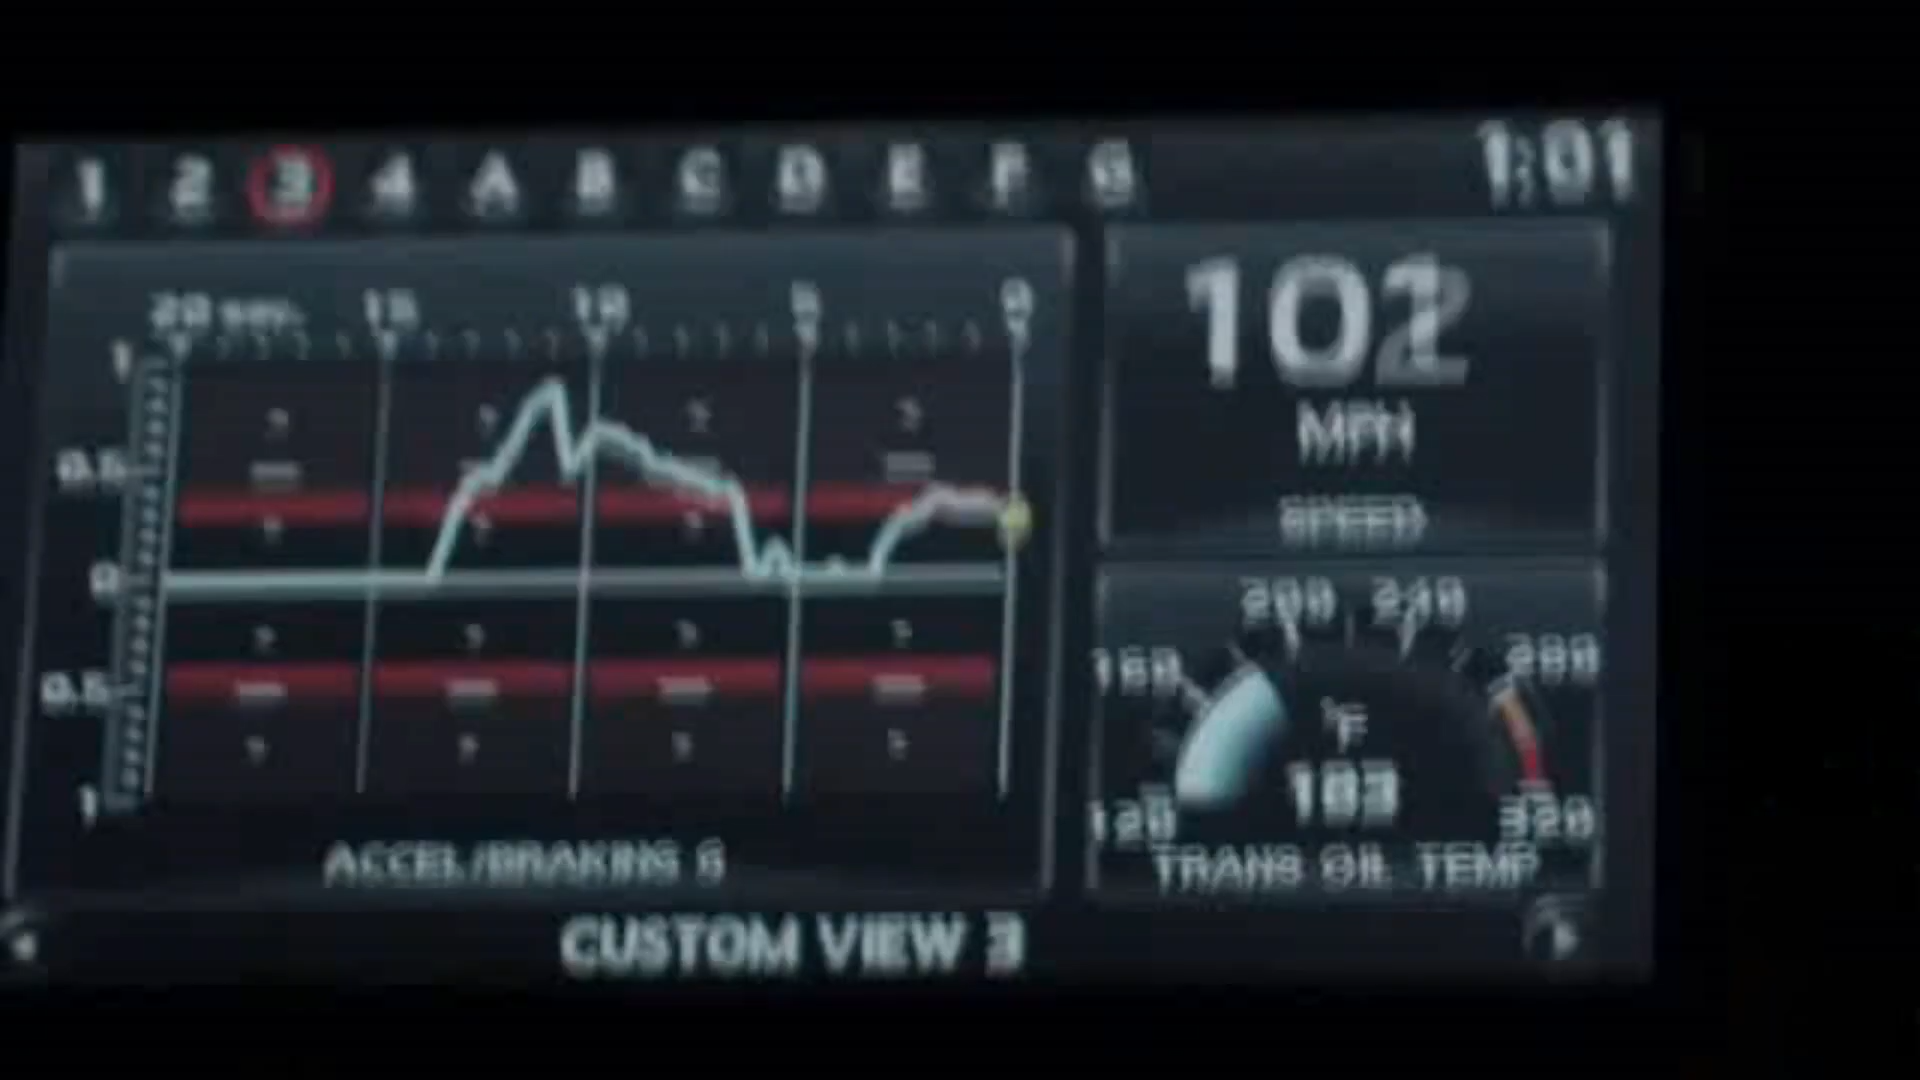 1 2 3 4 A B C D E F G
1:01
20 sec. 15 10 5 0
1
0.5
0
0.5
1
ACCEL/BRAKING G
MPH
SPEED
160 200 240 280
°F
183
120 320
TRANS OIL TEMP
CUSTOM VIEW 3